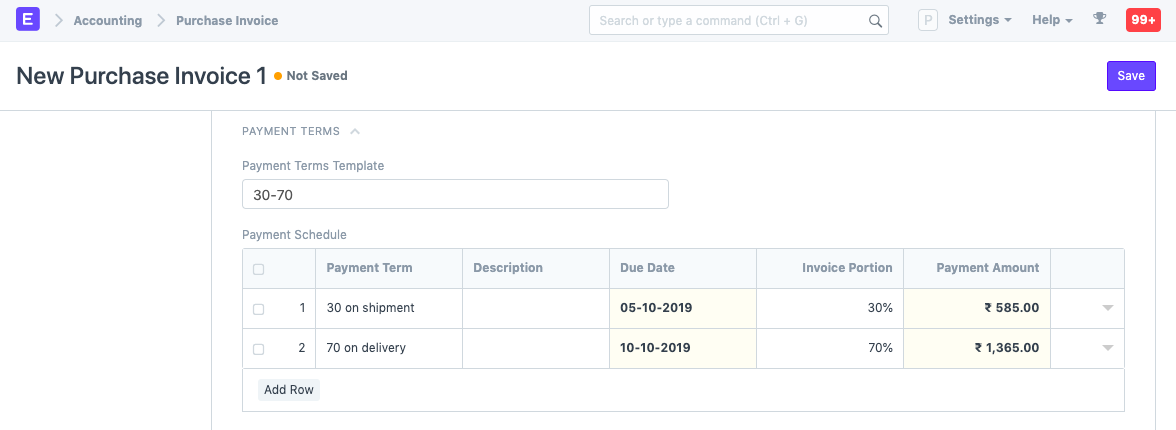 E Accounting Purchase Invoice Search or type a command (Ctrl + G) P Settings Help 99+
New Purchase Invoice 1 Not Saved Save
PAYMENT TERMS
Payment Terms Template
30-70
Payment Schedule
Payment Term Description Due Date Invoice Portion Payment Amount
1 30 on shipment 05-10-2019 30% ₹ 585.00
2 70 on delivery 10-10-2019 70% ₹ 1,365.00
Add Row